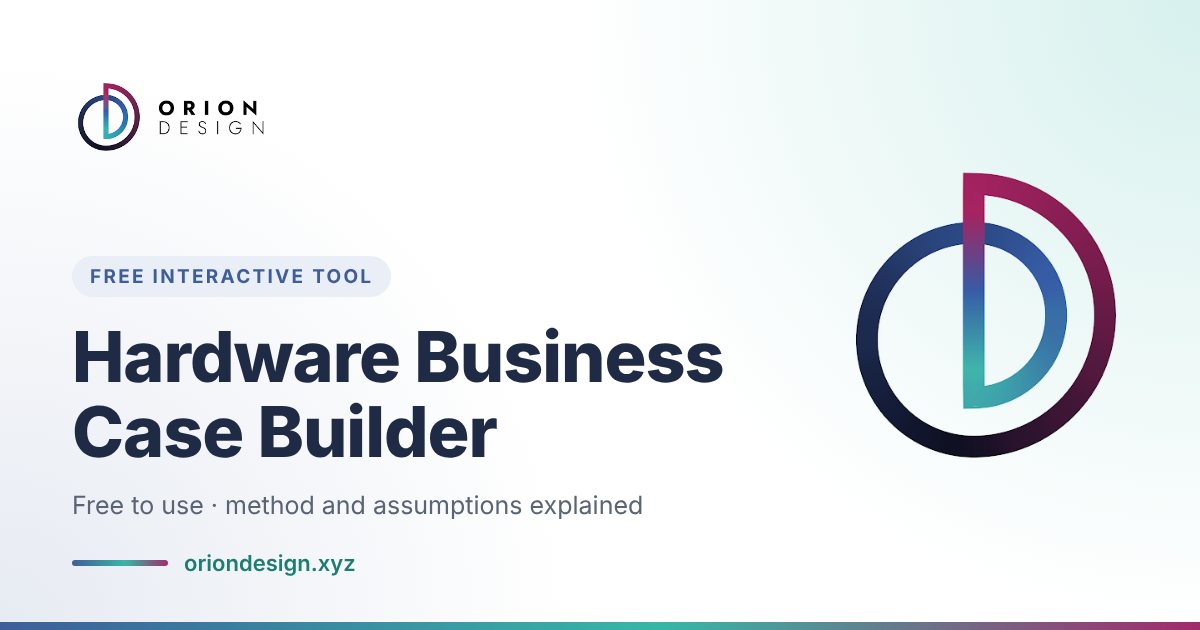 ORION
DESIGN
FREE INTERACTIVE TOOL
Hardware Business
Case Builder
Free to use · method and assumptions explained
oriondesign.xyz